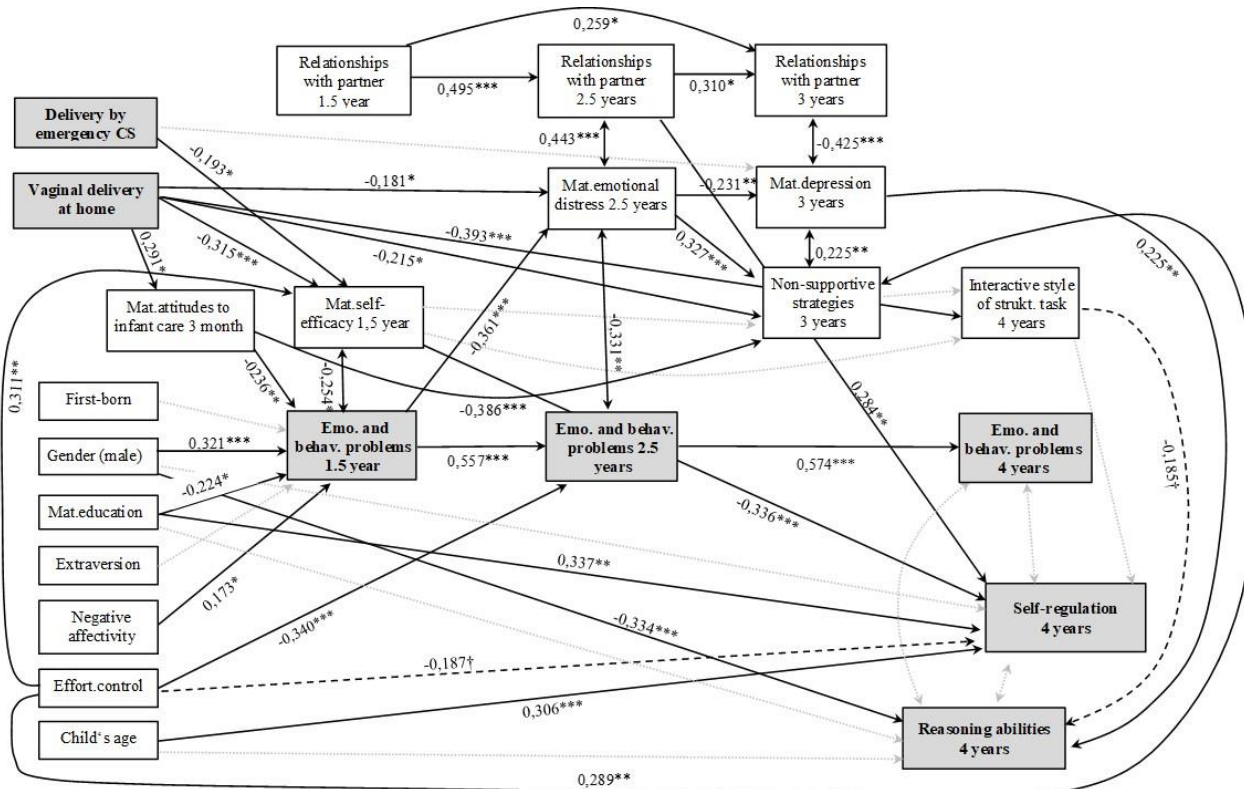 0,259*
Relationships
with partner
1.5 year
0,495***
Relationships
with partner
2.5 years
0,310*
Relationships
with partner
3 years
Delivery by
emergency CS
0,443***
-0,425***
-0,193*
Vaginal delivery
at home
-0,181*
Mat.emotional
distress 2.5 years
-0,231**
Mat.depression
3 years
0,291*
-0,315***
-0,393***
-0,215*
0,327***
0,225**
0,225**
Mat.attitudes to
infant care 3 month
Mat.self-
efficacy 1,5 year
Non-supportive
strategies
3 years
Interactive style
of strukt. task
4 years
0,311**
-0236**
-0,254*
-0,361***
-0,331**
-0,386***
0,284**
-0,185†
First-born
Gender (male)
0,321***
Emo. and
behav. problems
1.5 year
0,557***
Emo. and behav.
problems 2.5
years
0,574***
Emo. and
behav. problems
4 years
-0,224*
Mat.education
-0,336***
0,337**
Extraversion
0,173*
Negative
affectivity
-0,340***
-0,334***
Self-regulation
4 years
Effort.control
-0,187†
0,306***
Child‘s age
Reasoning abilities
4 years
0,289**